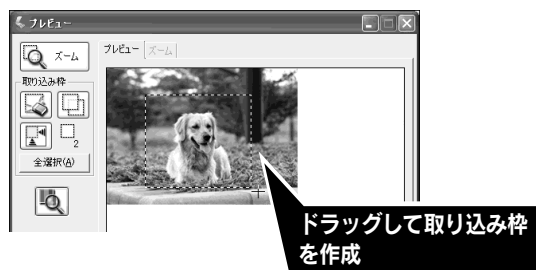 プレビュー
ズーム
プレビュー ズーム
取り込み枠
2
全選択(A)
ドラッグして取り込み枠
を作成